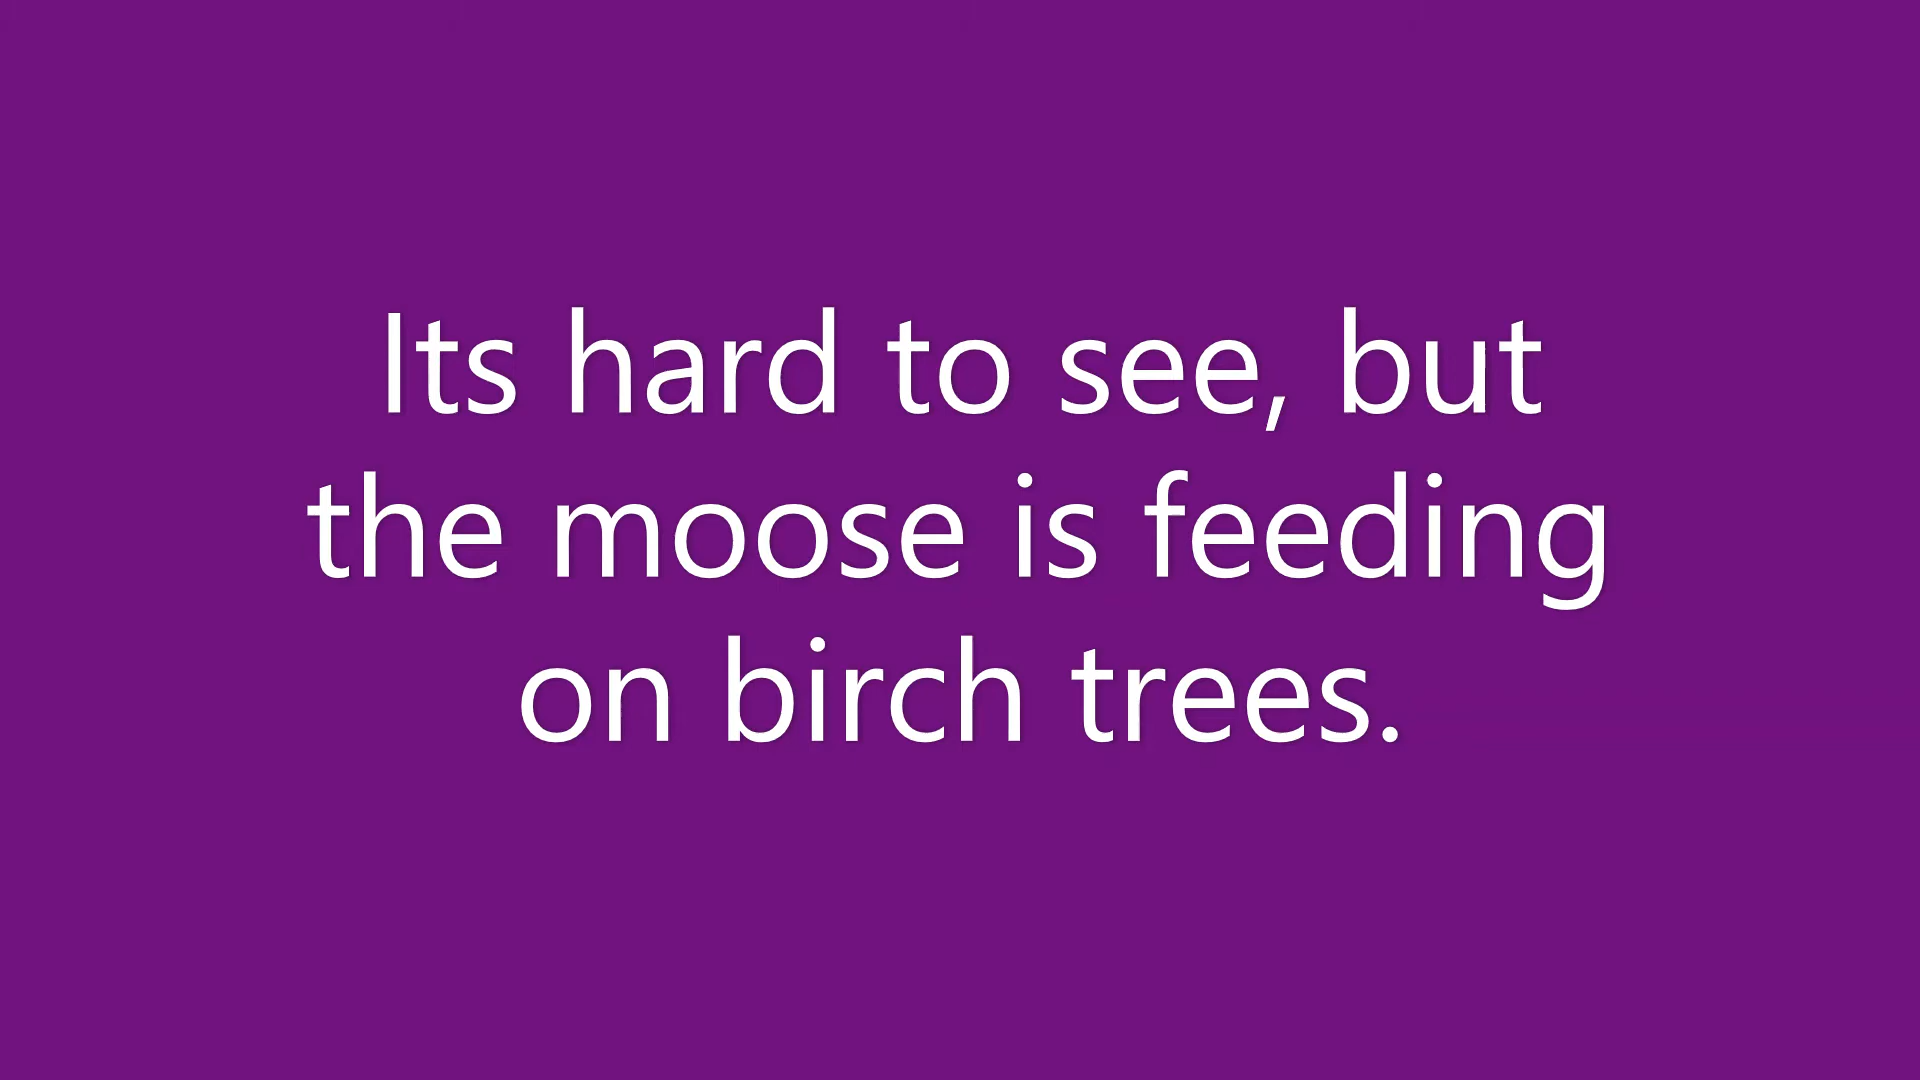 Its hard to see, but
the moose is feeding
on birch trees.